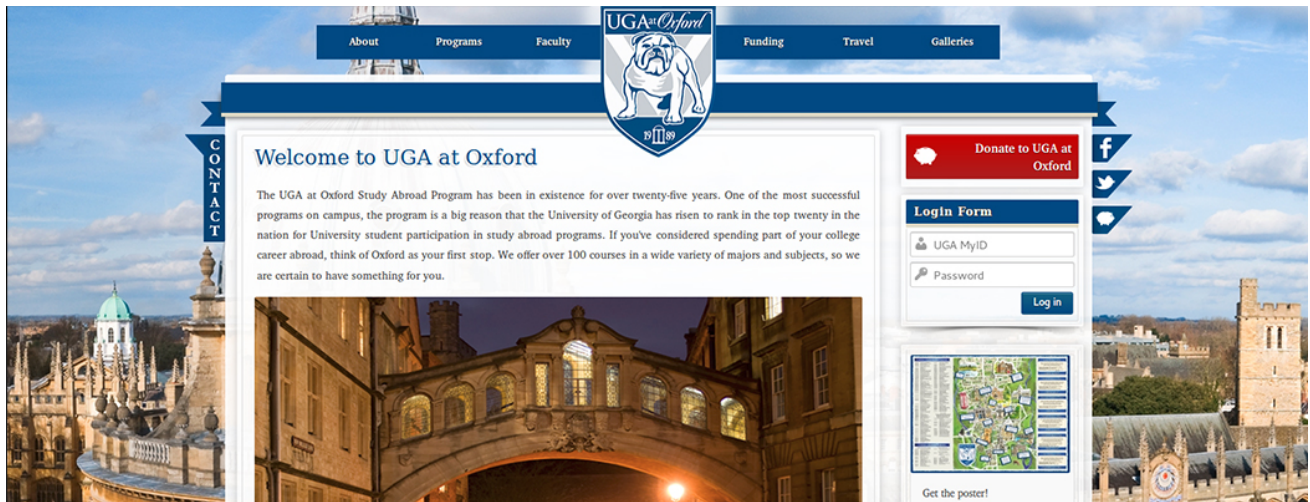 UGA at Oxford
About
Programs
Faculty
Funding
Travel
Galleries
19 89
CONTACT
Welcome to UGA at Oxford
The UGA at Oxford Study Abroad Program has been in existence for over twenty-five years. One of the most successful
programs on campus, the program is a big reason that the University of Georgia has risen to rank in the top twenty in the
nation for University student participation in study abroad programs. If you've considered spending part of your college
career abroad, think of Oxford as your first stop. We offer over 100 courses in a wide variety of majors and subjects, so we
are certain to have something for you.
Donate to UGA at
Oxford
Login Form
UGA MyID
Password
Log in
Get the poster!